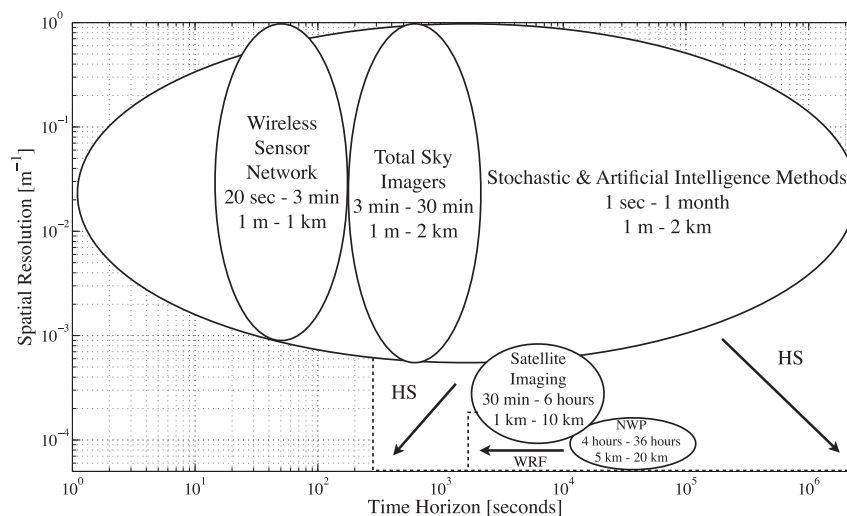 10^0
10^-1
10^-2
10^-3
10^-4
Spatial Resolution [m^-1]
Wireless
Sensor
Network
20 sec - 3 min
1 m - 1 km
Total Sky
Imagers
3 min - 30 min
1 m - 2 km
Stochastic & Artificial Intelligence Methods
1 sec - 1 month
1 m - 2 km
HS
Satellite
Imaging
30 min - 6 hours
1 km - 10 km
HS
NWP
4 hours - 36 hours
5 km - 20 km
WRF
10^0 10^1 10^2 10^3 10^4 10^5 10^6
Time Horizon [seconds]